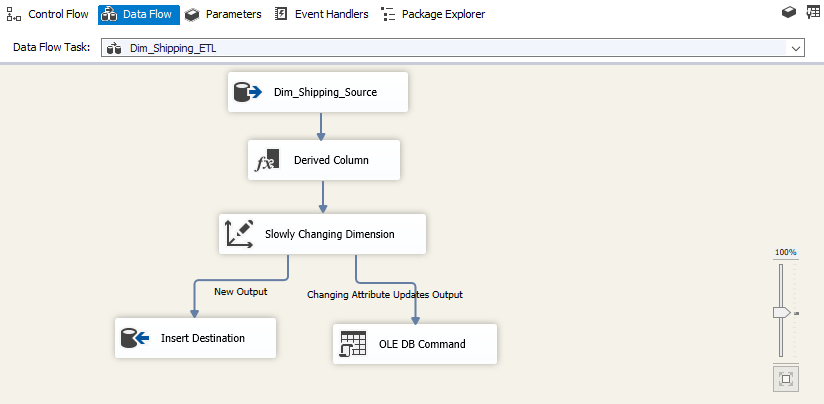 Control Flow Data Flow Parameters Event Handlers Package Explorer
Data Flow Task: Dim_Shipping_ETL
Dim_Shipping_Source
Derived Column
Slowly Changing Dimension
New Output Changing Attribute Updates Output
Insert Destination OLE DB Command
100%